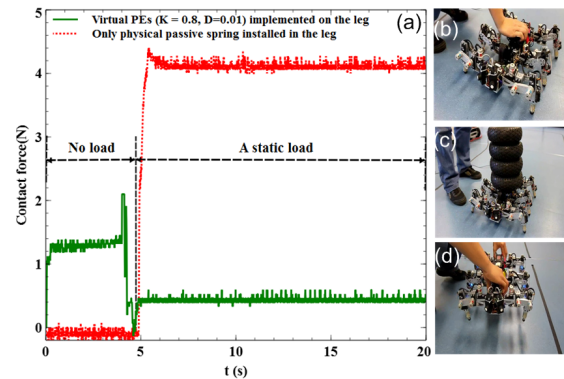 Virtual PEs (K = 0.8, D=0.01) implemented on the leg
(a)
Only physical passive spring installed in the leg
Contact force(N)
5
4
3
2
1
0
No load
A static load
0
5
10
15
20
t (s)
(b)
(c)
(d)